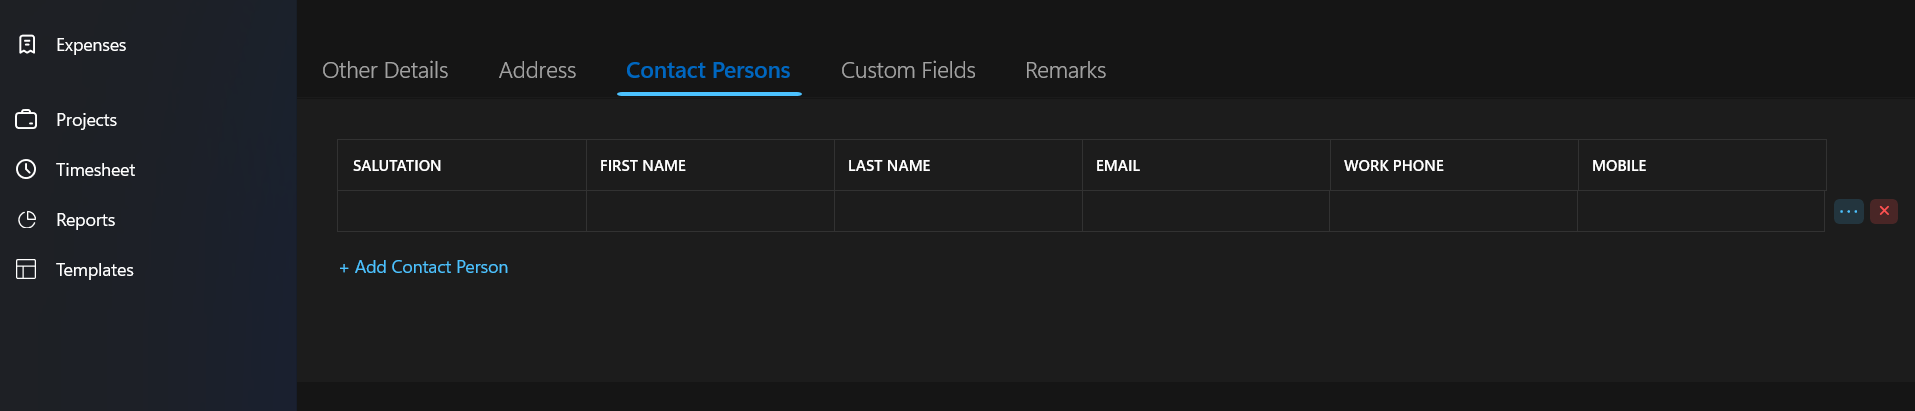 Expenses
Projects
Timesheet
Reports
Templates
Other Details Address Contact Persons Custom Fields Remarks
SALUTATION FIRST NAME LAST NAME EMAIL WORK PHONE MOBILE
+ Add Contact Person